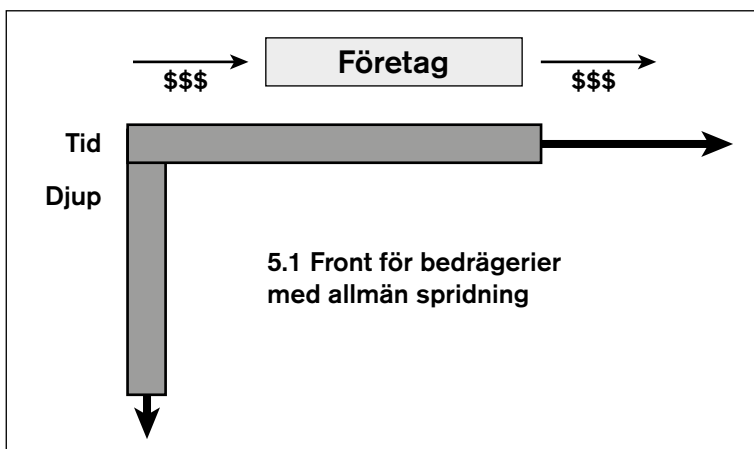 Företag
$$$
$$$
Tid
Djup
5.1 Front för bedrägerier
med allmän spridning